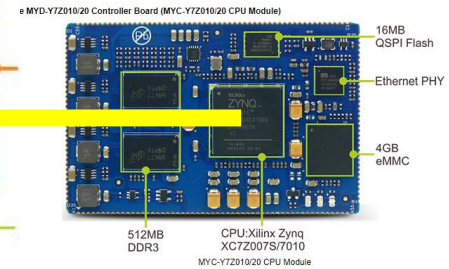 e MYD-Y7Z010/20 Controller Board (MYC-Y7Z010/20 CPU Module)
16MB
QSPI Flash
XILINX
ZYNQ
Ethernet PHY
4GB
eMMC
512MB
DDR3
CPU:Xilinx Zynq
XC7Z007S/7010
MYC-Y7Z010/20 CPU Module